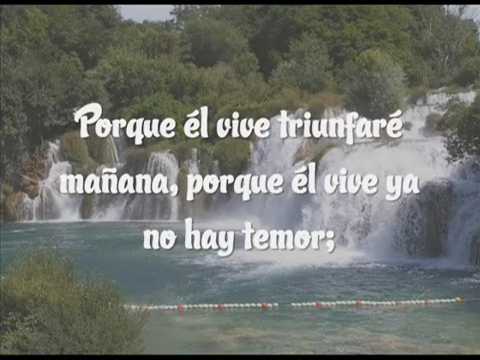 Porque él vive triunfaré
mañana, porque él vive ya
no hay temor;